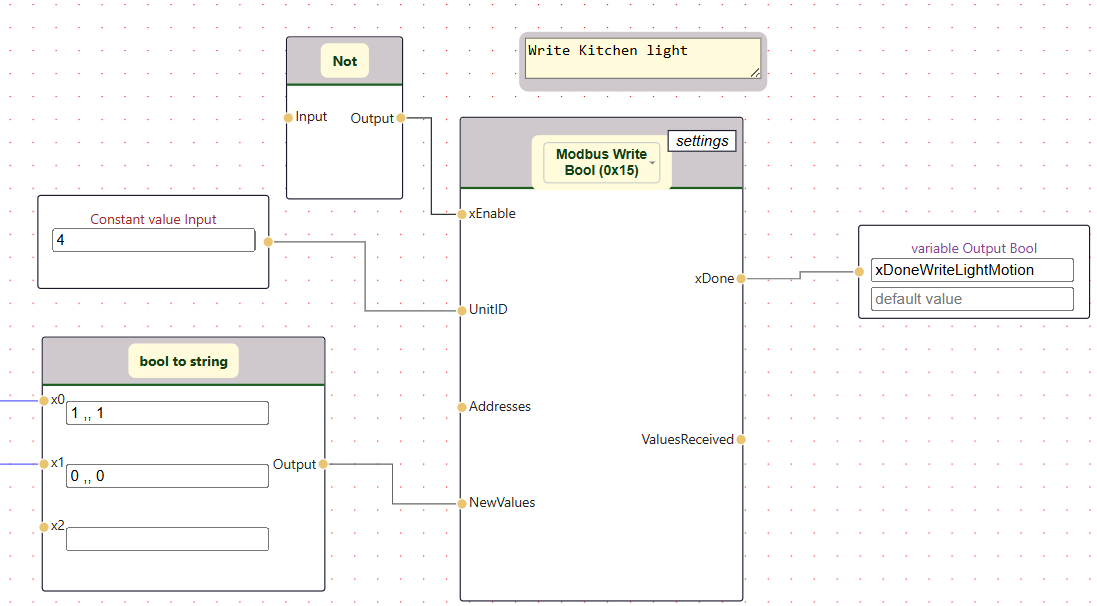 Write Kitchen light
Not
Input
Output
settings
Modbus Write
Bool (0x15)
xEnable
Constant value Input
4
UnitID
xDone
variable Output Bool
xDoneWriteLightMotion
default value
bool to string
x0
1 ,, 1
x1
0 ,, 0
Output
x2
Addresses
ValuesReceived
NewValues